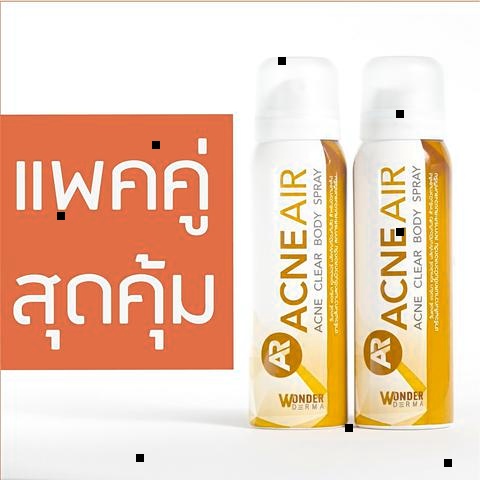 แพคคู่
สุดคุ้ม
ACNEAIR
ACNE CLEAR BODY SPRAY
AR
WONDER
DERMA
ACNEAIR
ACNE CLEAR BODY SPRAY
AR
WONDER
DERMA